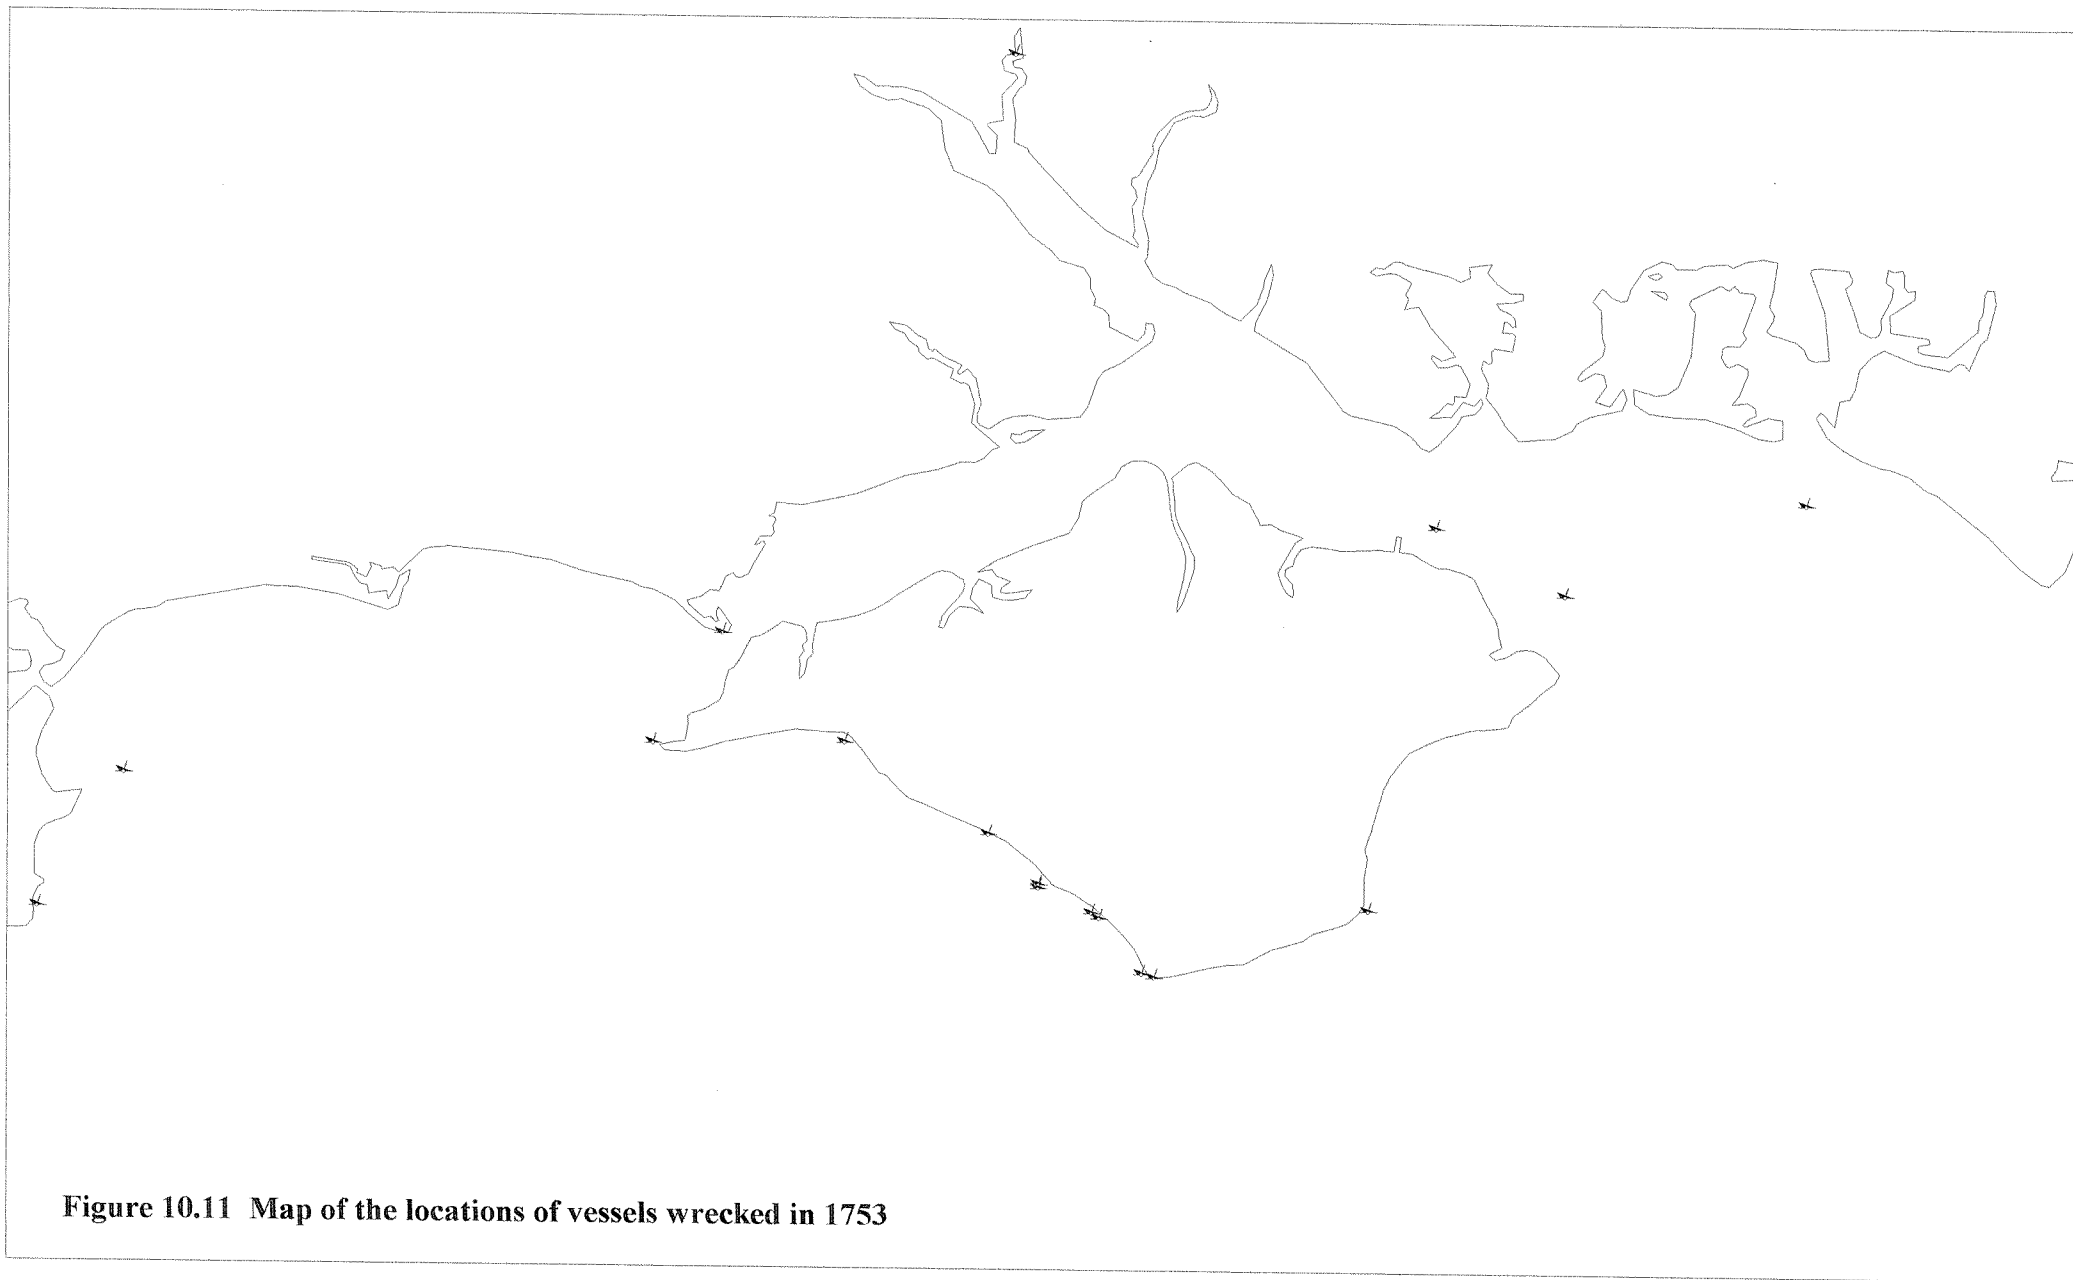 Figure 10.11 Map of the locations of vessels wrecked in 1753